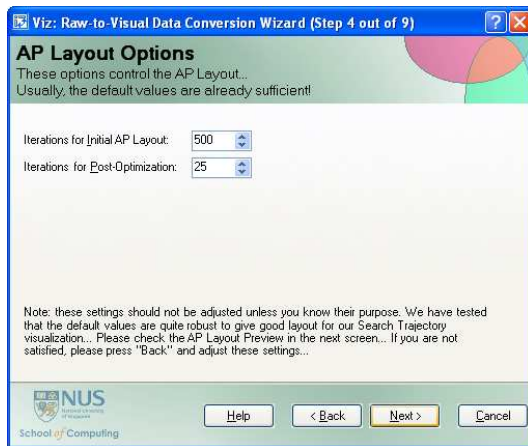 Viz: Raw-to-Visual Data Conversion Wizard (Step 4 out of 9)
AP Layout Options
These options control the AP Layout...
Usually, the default values are already sufficient!
Iterations for Initial AP Layout: 500
Iterations for Post-Optimization: 25
Note: these settings should not be adjusted unless you know their purpose. We have tested
that the default values are quite robust to give good layout for our Search Trajectory
visualization... Please check the AP Layout Preview in the next screen... If you are not
satisfied, please press "Back" and adjust these settings...
NUS
National University
of Singapore
School of Computing
Help
< Back
Next >
Cancel